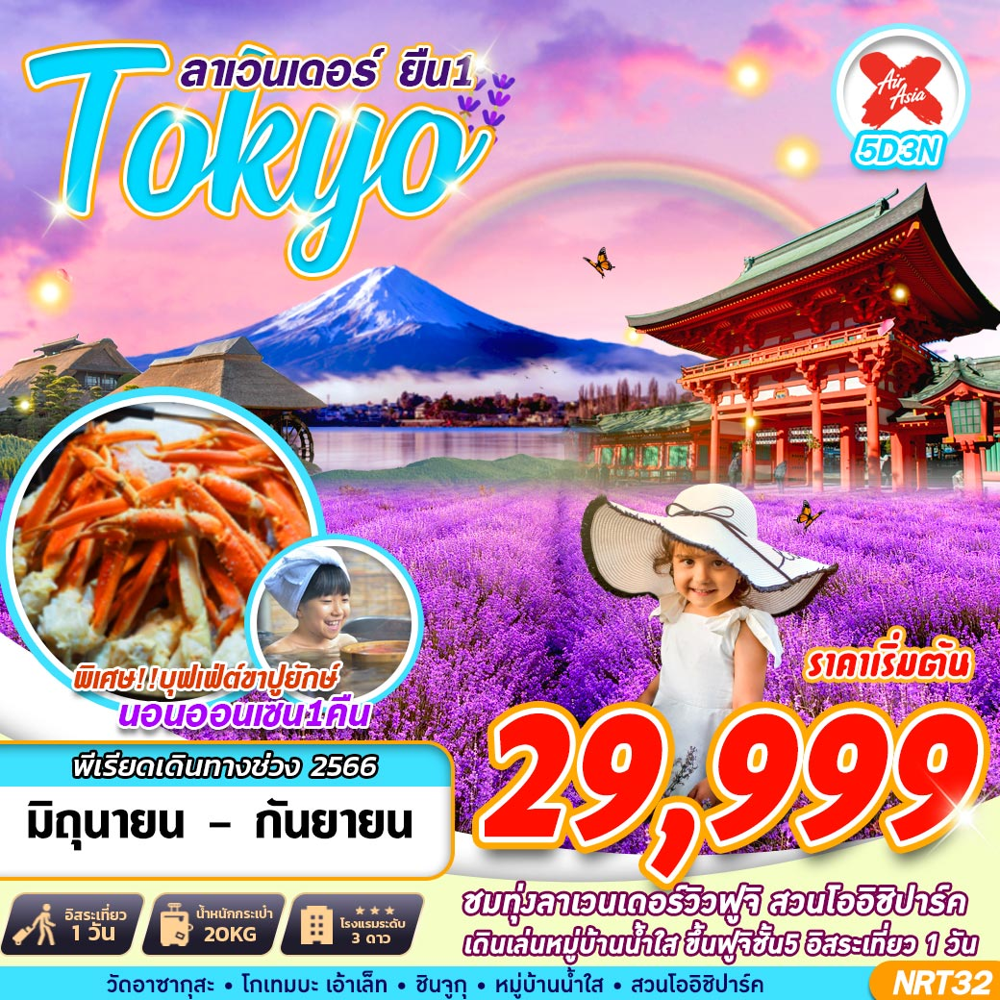 ลาเวนเดอร์ ยืน1
Tokyo
Air
Asia
5D3N
พิเศษ!!บุฟเฟ่ต์ขาปูยักษ์
นอนออนเซน1คืน
ราคาเริ่มต้น
29,999
พีเรียดเดินทางช่วง 2566
มิถุนายน - กันยายน
อิสระเที่ยว
1 วัน
น้ำหนักกระเป๋า
20KG
โรงแรมระดับ
3 ดาว
ชมทุ่งลาเวนเดอร์วิวฟูจิ สวนโออิชิปาร์ค
เดินเล่นหมู่บ้านน้ำใส ขึ้นฟูจิชั้น5 อิสระเที่ยว 1 วัน
วัดอาซากุสะ • โกเทมบะ เอ้าเล็ท • ชินจูกุ • หมู่บ้านน้ำใส • สวนโออิชิปาร์ค
NRT32